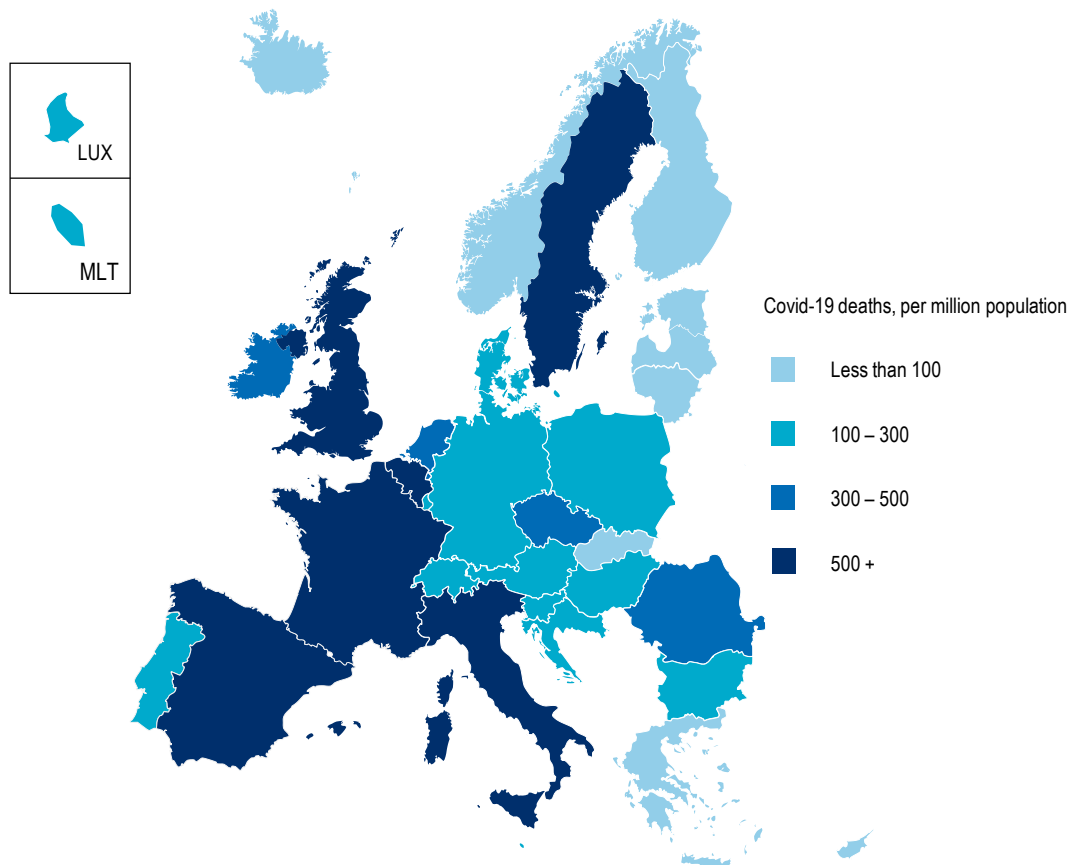 LUX
MLT
Covid-19 deaths, per million population
Less than 100
100 – 300
300 – 500
500 +